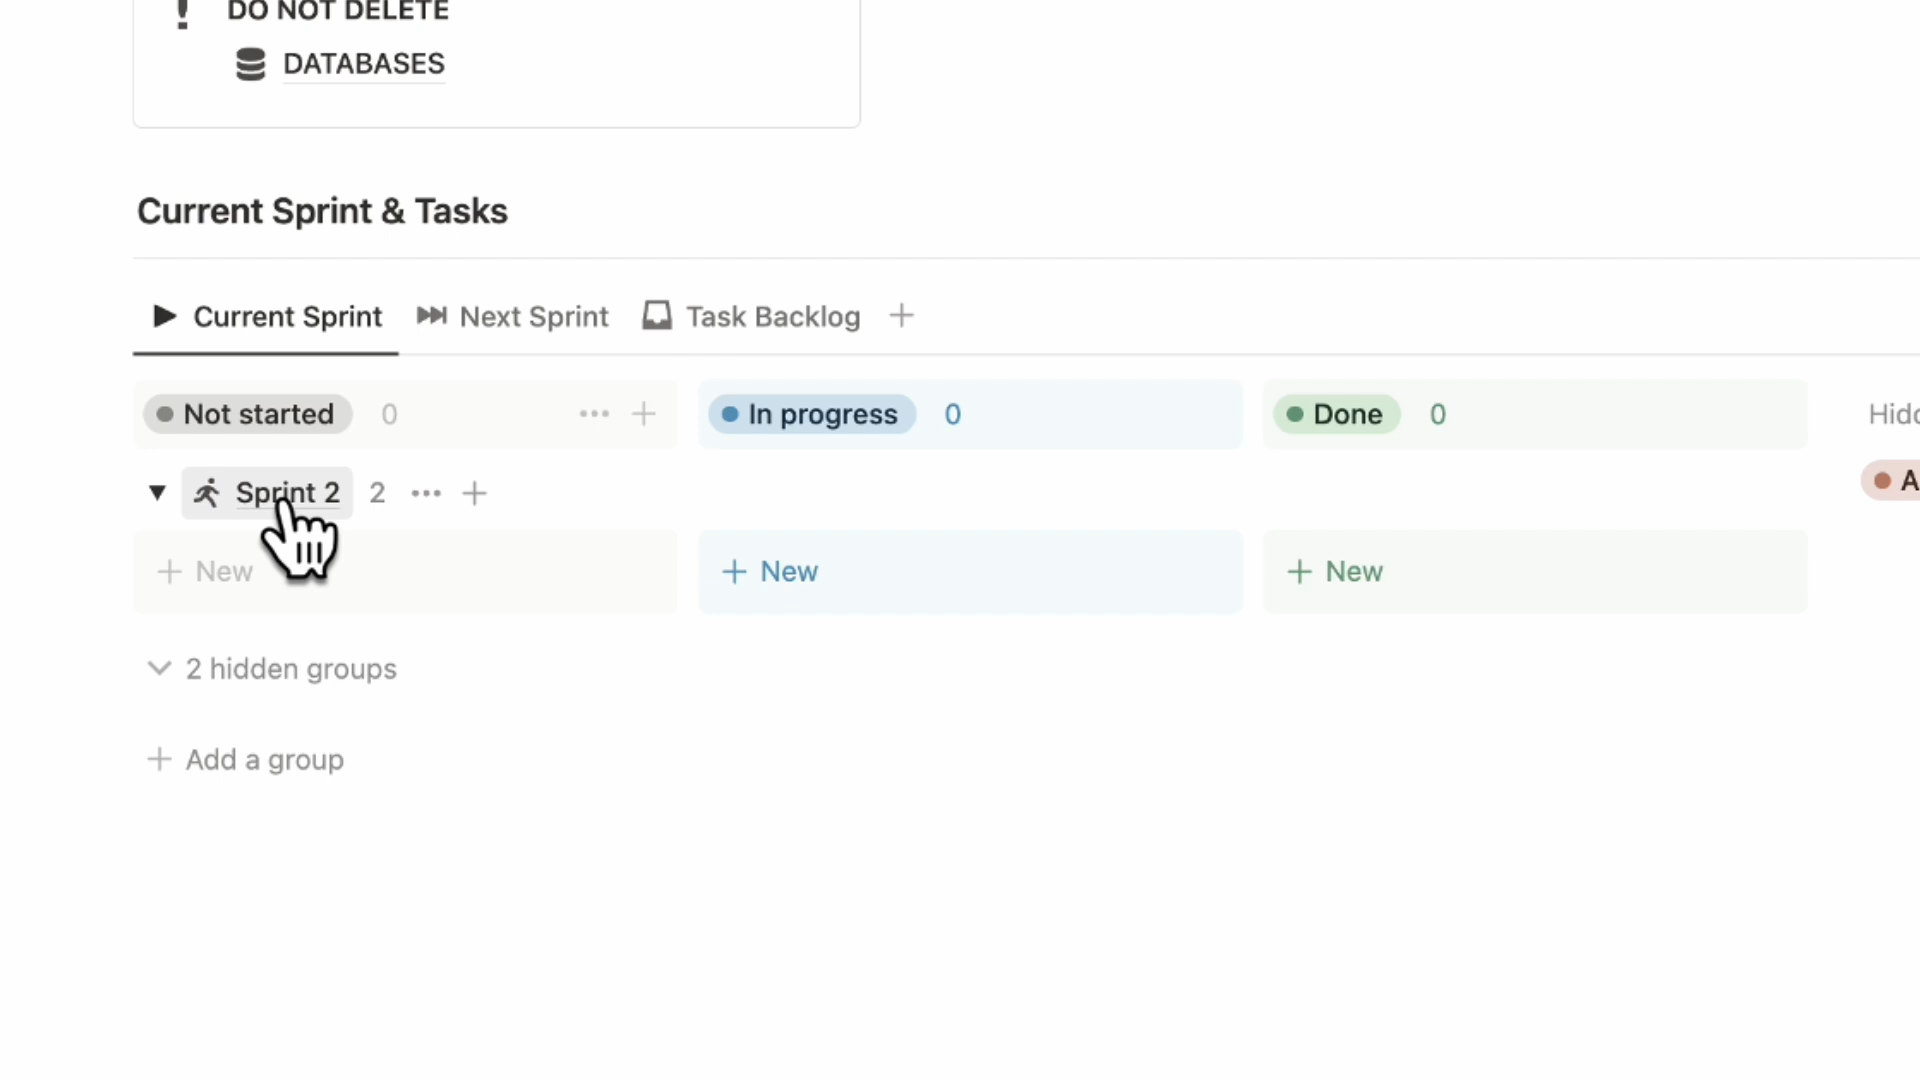 DO NOT DELETE
DATABASES
Current Sprint & Tasks
Current Sprint Next Sprint Task Backlog
Not started 0 In progress 0 Done 0
Sprint 2 2
New New New
2 hidden groups
Add a group